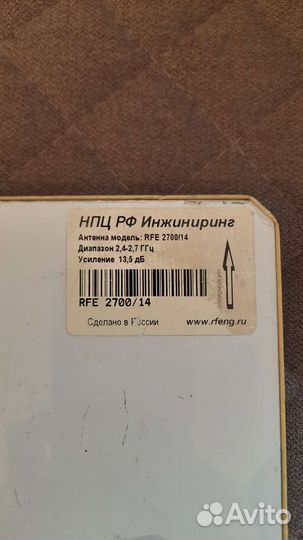 НПЦ РФ Инжиниринг
Антенна модель: RFE 2700/14
Диапазон 2,4-2,7 ГГц
Усиление 13,5 дБ
поляризация
RFE 2700/14
Сделано в России
www.rfeng.ru
Avito